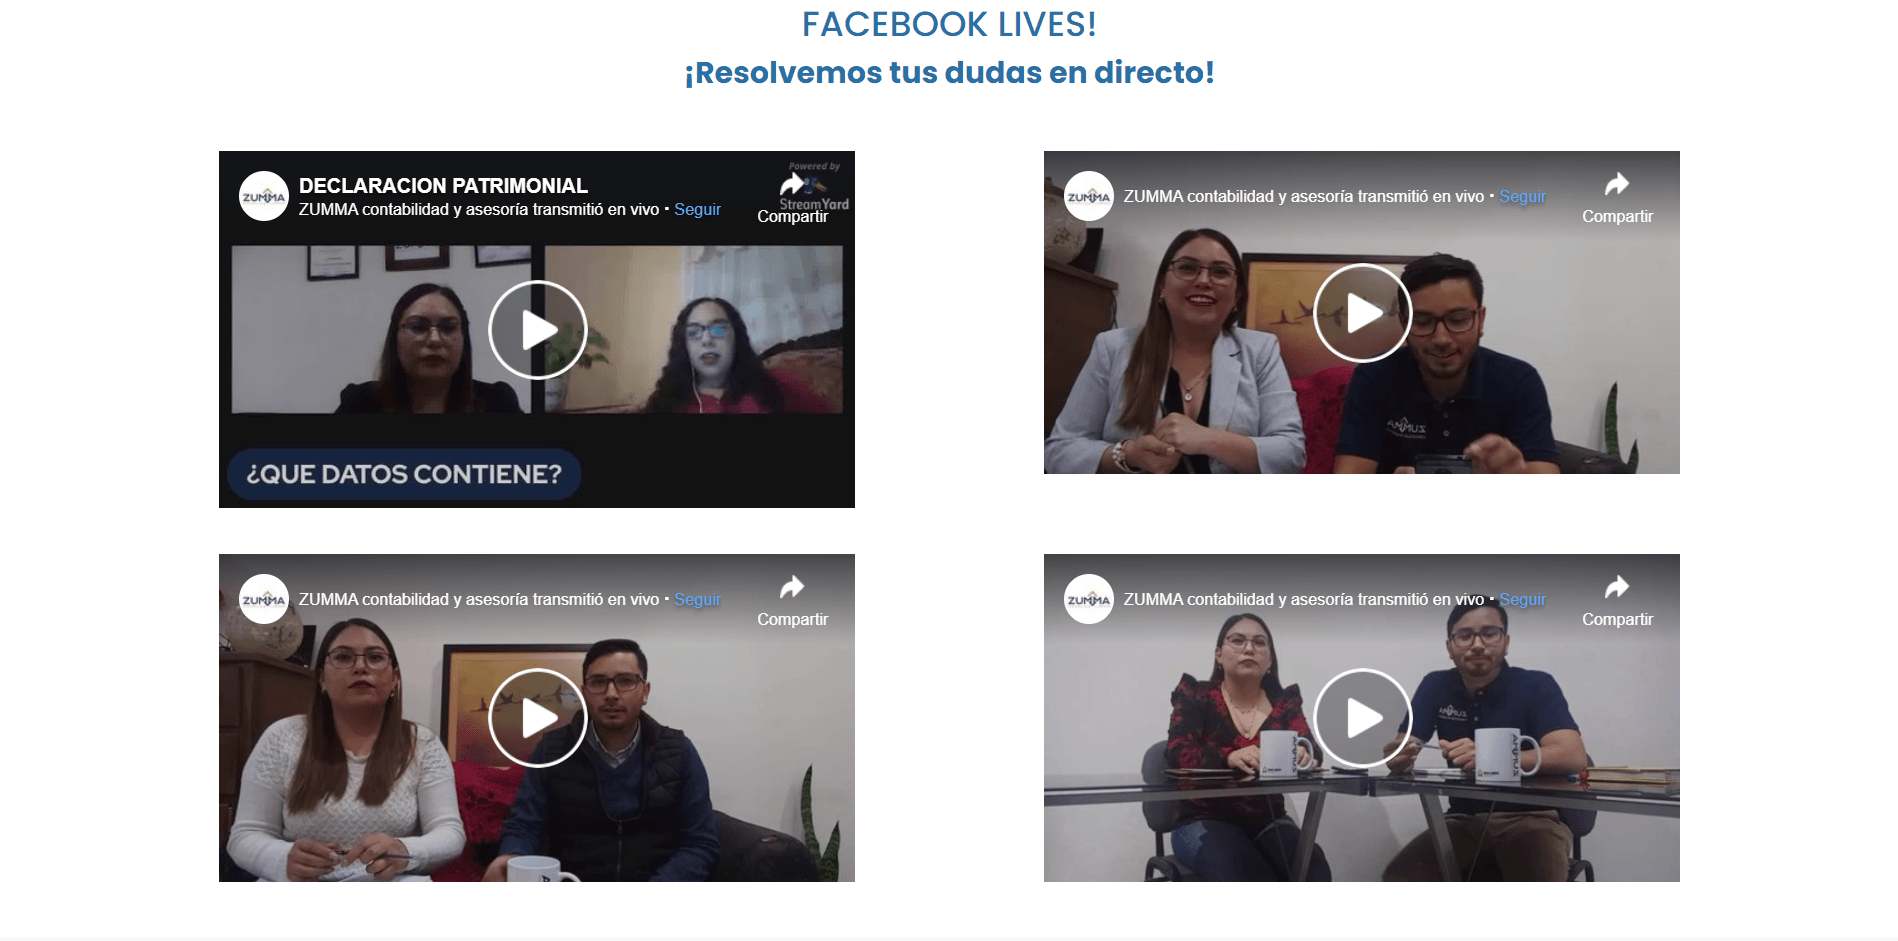 FACEBOOK LIVES!
¡Resolvemos tus dudas en directo!
ZUMMA
DECLARACION PATRIMONIAL
ZUMMA contabilidad y asesoría transmitió en vivo · Seguir
Powered by
StreamYard
Compartir
¿QUE DATOS CONTIENE?
ZUMMA
ZUMMA contabilidad y asesoría transmitió en vivo · Seguir
Compartir
ZUMMA
ZUMMA
ZUMMA contabilidad y asesoría transmitió en vivo · Seguir
Compartir
ZUMMA
ZUMMA contabilidad y asesoría transmitió en vivo · Seguir
Compartir
ZUMMA